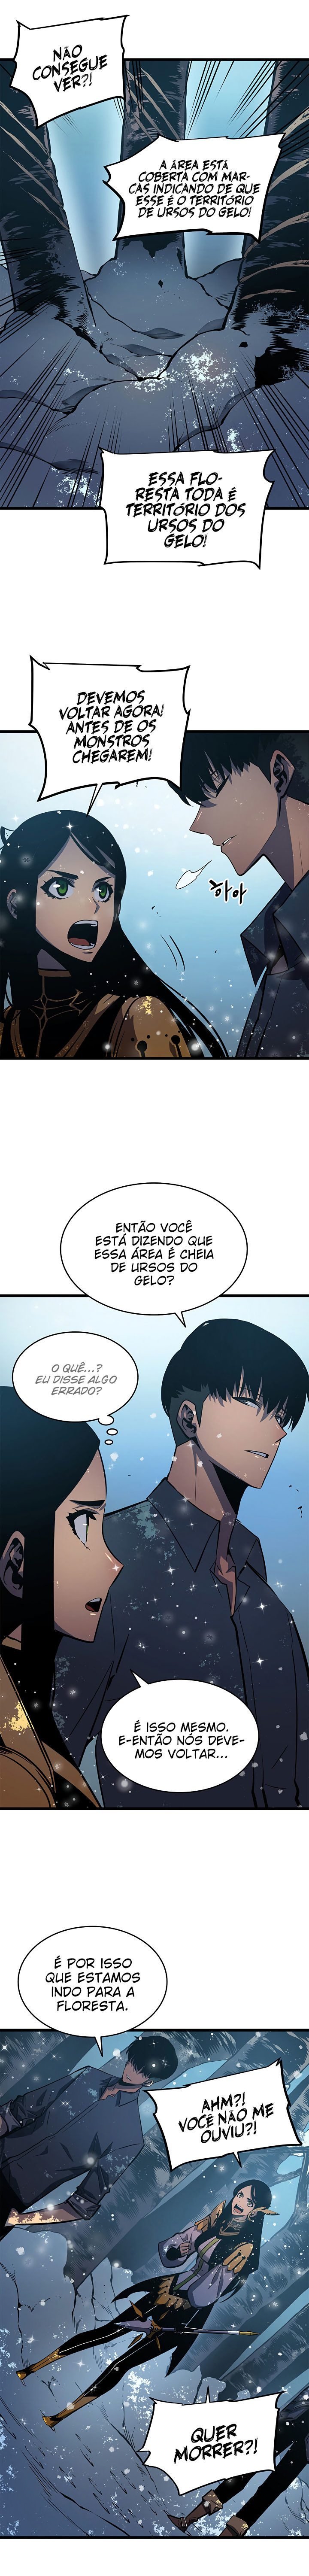 NÃO
CONSEGUE
VER?!
A ÁREA ESTÁ
COBERTA COM MAR-
CAS INDICANDO DE QUE
ESSE É O TERRITÓRIO
DE URSOS DO GELO!
ESSA FLO-
RESTA TODA É
TERRITÓRIO DOS
URSOS DO
GELO!
DEVEMOS
VOLTAR AGORA!
ANTES DE OS
MONSTROS
CHEGAREM!
하아
ENTÃO VOCÊ
ESTÁ DIZENDO QUE
ESSA ÁREA É CHEIA
DE URSOS DO
GELO?
O QUÊ...?
EU DISSE ALGO
ERRADO?
É ISSO MESMO.
E-ENTÃO NÓS DEVE-
MOS VOLTAR...
É POR ISSO
QUE ESTAMOS
INDO PARA A
FLORESTA.
AHM?!
VOCÊ NÃO ME
OUVIU?!
QUER
MORRER?!